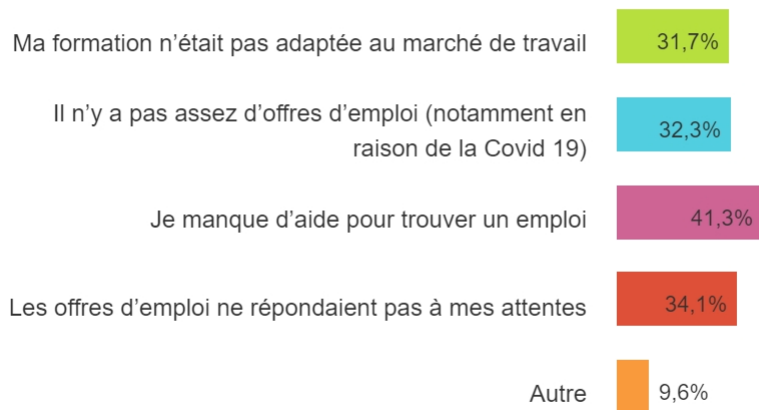 Ma formation n'était pas adaptée au marché de travail 31,7%
Il n'y a pas assez d'offres d'emploi (notamment en
raison de la Covid 19) 32,3%
Je manque d'aide pour trouver un emploi 41,3%
Les offres d'emploi ne répondaient pas à mes attentes 34,1%
Autre 9,6%